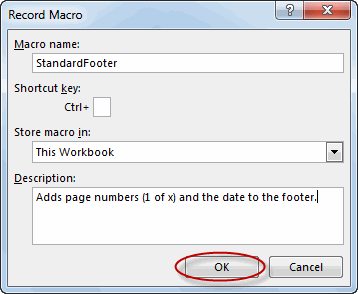 Record Macro
Macro name:
StandardFooter
Shortcut key:
Ctrl+
Store macro in:
This Workbook
Description:
Adds page numbers (1 of x) and the date to the footer.
OK Cancel